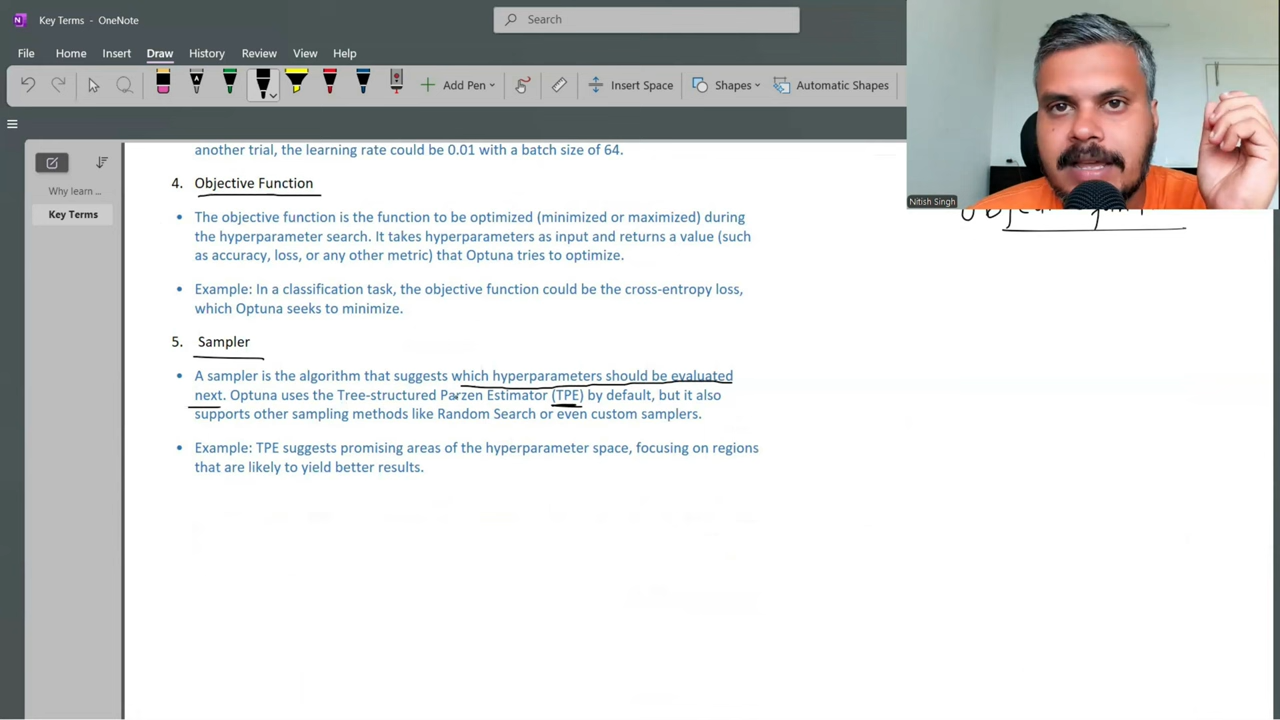 Key Terms - OneNote
Search
File Home Insert Draw History Review View Help
Add Pen
Insert Space
Shapes
Automatic Shapes
Why learn ...
Key Terms
another trial, the learning rate could be 0.01 with a batch size of 64.
4. Objective Function
• The objective function is the function to be optimized (minimized or maximized) during
the hyperparameter search. It takes hyperparameters as input and returns a value (such
as accuracy, loss, or any other metric) that Optuna tries to optimize.
• Example: In a classification task, the objective function could be the cross-entropy loss,
which Optuna seeks to minimize.
5. Sampler
• A sampler is the algorithm that suggests which hyperparameters should be evaluated
next. Optuna uses the Tree-structured Parzen Estimator (TPE) by default, but it also
supports other sampling methods like Random Search or even custom samplers.
• Example: TPE suggests promising areas of the hyperparameter space, focusing on regions
that are likely to yield better results.
Nitish Singh